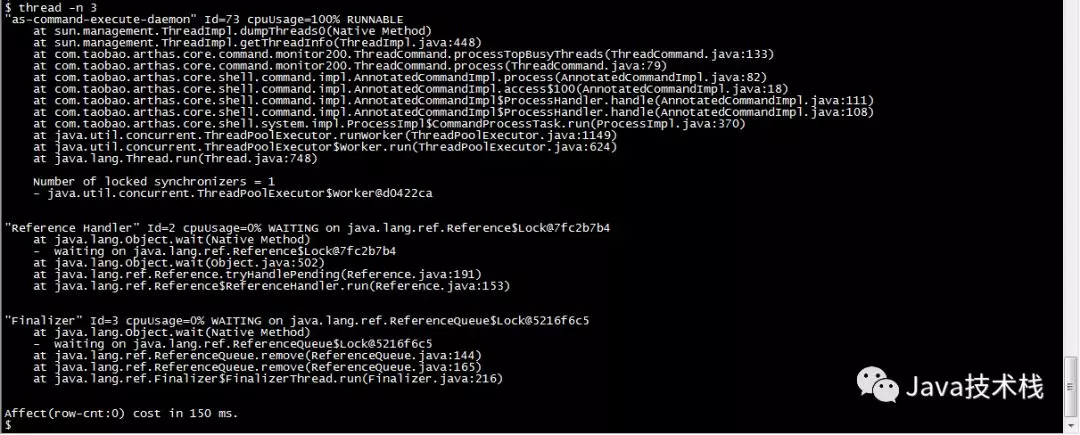 $ thread -n 3
"as-command-execute-daemon" Id=73 cpuUsage=100% RUNNABLE
    at sun.management.ThreadImpl.dumpThreads0(Native Method)
    at sun.management.ThreadImpl.getThreadInfo(ThreadImpl.java:448)
    at com.taobao.arthas.core.command.monitor200.ThreadCommand.processTopBusyThreads(ThreadCommand.java:133)
    at com.taobao.arthas.core.command.monitor200.ThreadCommand.process(ThreadCommand.java:79)
    at com.taobao.arthas.core.shell.command.impl.AnnotatedCommandImpl.process(AnnotatedCommandImpl.java:82)
    at com.taobao.arthas.core.shell.command.impl.AnnotatedCommandImpl.access$100(AnnotatedCommandImpl.java:18)
    at com.taobao.arthas.core.shell.command.impl.AnnotatedCommandImpl$ProcessHandler.handle(AnnotatedCommandImpl.java:111)
    at com.taobao.arthas.core.shell.command.impl.AnnotatedCommandImpl$ProcessHandler.handle(AnnotatedCommandImpl.java:108)
    at com.taobao.arthas.core.shell.system.impl.ProcessImpl$CommandProcessTask.run(ProcessImpl.java:370)
    at java.util.concurrent.ThreadPoolExecutor.runWorker(ThreadPoolExecutor.java:1149)
    at java.util.concurrent.ThreadPoolExecutor$Worker.run(ThreadPoolExecutor.java:624)
    at java.lang.Thread.run(Thread.java:748)
    Number of locked synchronizers = 1
    - java.util.concurrent.ThreadPoolExecutor$Worker@d0422ca
"Reference Handler" Id=2 cpuUsage=0% WAITING on java.lang.ref.Reference$Lock@7fc2b7b4
    at java.lang.Object.wait(Native Method)
    -  waiting on java.lang.ref.Reference$Lock@7fc2b7b4
    at java.lang.Object.wait(Object.java:502)
    at java.lang.ref.Reference.tryHandlePending(Reference.java:191)
    at java.lang.ref.Reference$ReferenceHandler.run(Reference.java:153)
"Finalizer" Id=3 cpuUsage=0% WAITING on java.lang.ref.ReferenceQueue$Lock@5216f6c5
    at java.lang.Object.wait(Native Method)
    -  waiting on java.lang.ref.ReferenceQueue$Lock@5216f6c5
    at java.lang.ref.ReferenceQueue.remove(ReferenceQueue.java:144)
    at java.lang.ref.ReferenceQueue.remove(ReferenceQueue.java:165)
    at java.lang.ref.Finalizer$FinalizerThread.run(Finalizer.java:216)
Java技术栈
Affect(row-cnt:0) cost in 150 ms.
$